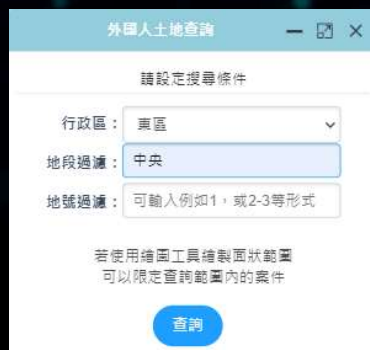 外國人土地查詢
請設定搜尋條件
行政區： 東區
地段過濾： 中央
地號過濾： 可輸入例如1，或2-3等形式
若使用繪圖工具繪製面狀範圍
可以限定查詢範圍內的案件
查詢